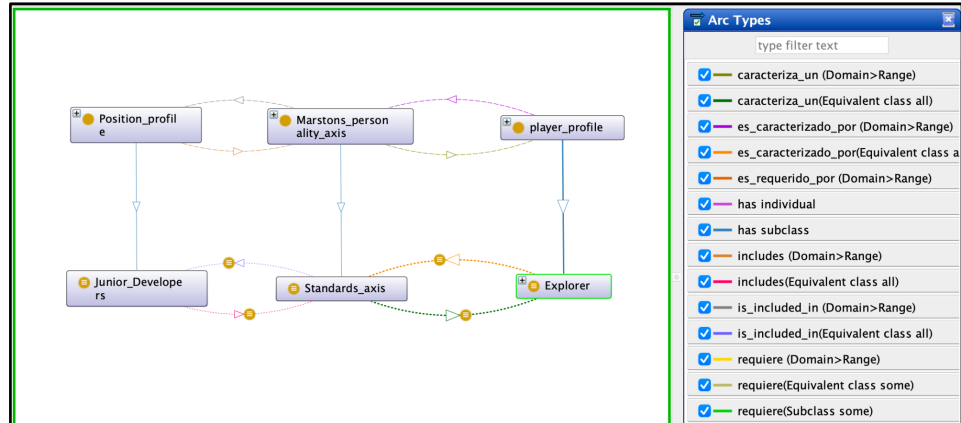 Arc Types
type filter text
Position_profil
e
Marstons_perso
nality_axis
player_profile
Junior_Develope
rs
Standards_axis
Explorer
caracteriza_un (Domain>Range)
caracteriza_un(Equivalent class all)
es_caracterizado_por (Domain>Range)
es_caracterizado_por(Equivalent class a
es_requerido_por (Domain>Range)
has individual
has subclass
includes (Domain>Range)
includes(Equivalent class all)
is_included_in (Domain>Range)
is_included_in(Equivalent class all)
requiere (Domain>Range)
requiere(Equivalent class some)
requiere(Subclass some)